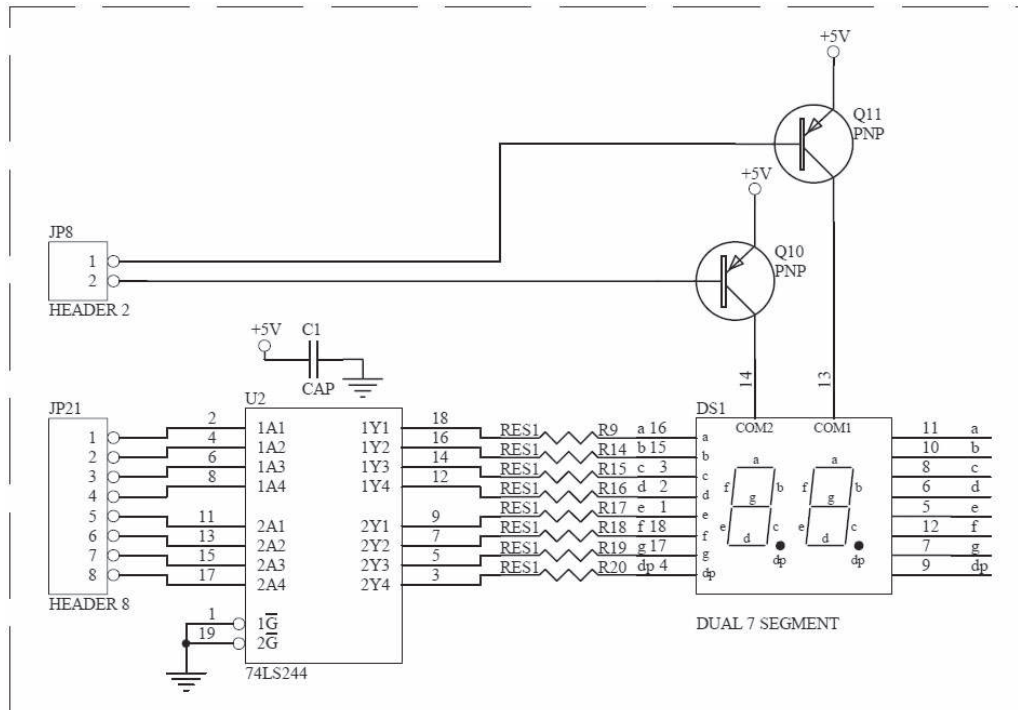 +5V
Q11
PNP
+5V
JP8
1
2
HEADER 2
Q10
PNP
+5V
C1
CAP
14
13
JP21
1
2
3
4
5
6
7
8
HEADER 8
U2
2 1A1 1Y1 18
4 1A2 1Y2 16
6 1A3 1Y3 14
8 1A4 1Y4 12
11 2A1 2Y1 9
13 2A2 2Y2 7
15 2A3 2Y3 5
17 2A4 2Y4 3
1 1G
19 2G
74LS244
RES1 R9 a 16
RES1 R14 b 15
RES1 R15 c 3
RES1 R16 d 2
RES1 R17 e 1
RES1 R18 f 18
RES1 R19 g 17
RES1 R20 dp 4
DS1
COM2 COM1
a
b
c
d
e
f
g
dp
a
f b
g
e c
d
dp
a
f b
g
e c
d
dp
11 a
10 b
8 c
6 d
5 e
12 f
7 g
9 dp
DUAL 7 SEGMENT